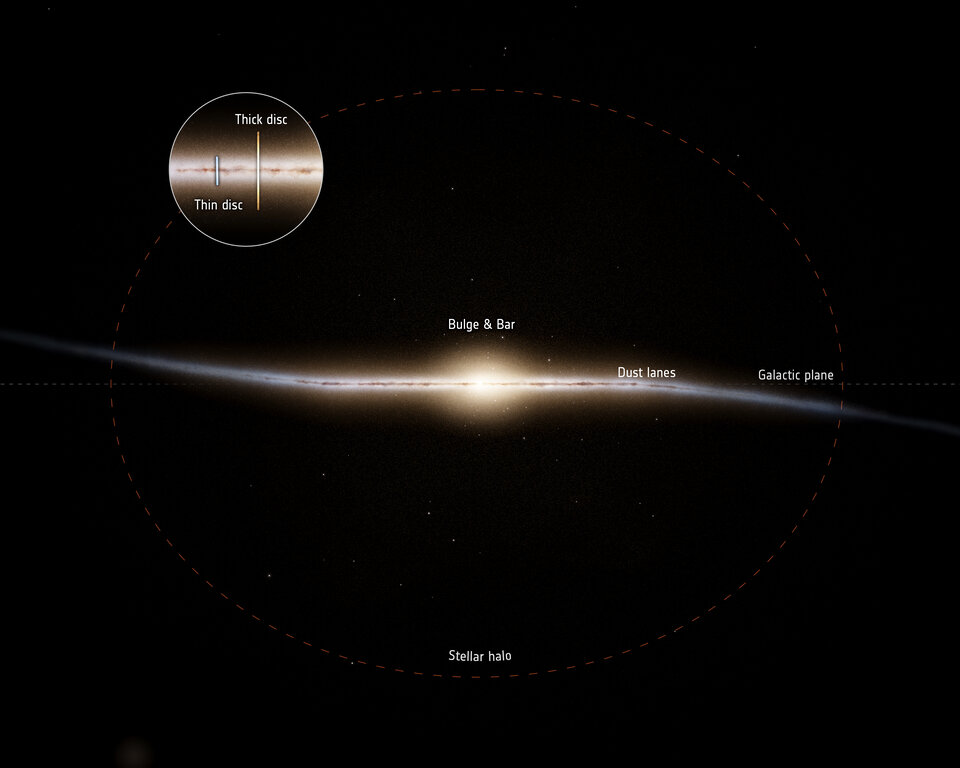 Thick disc
Thin disc
Bulge & Bar
Dust lanes
Galactic plane
Stellar halo